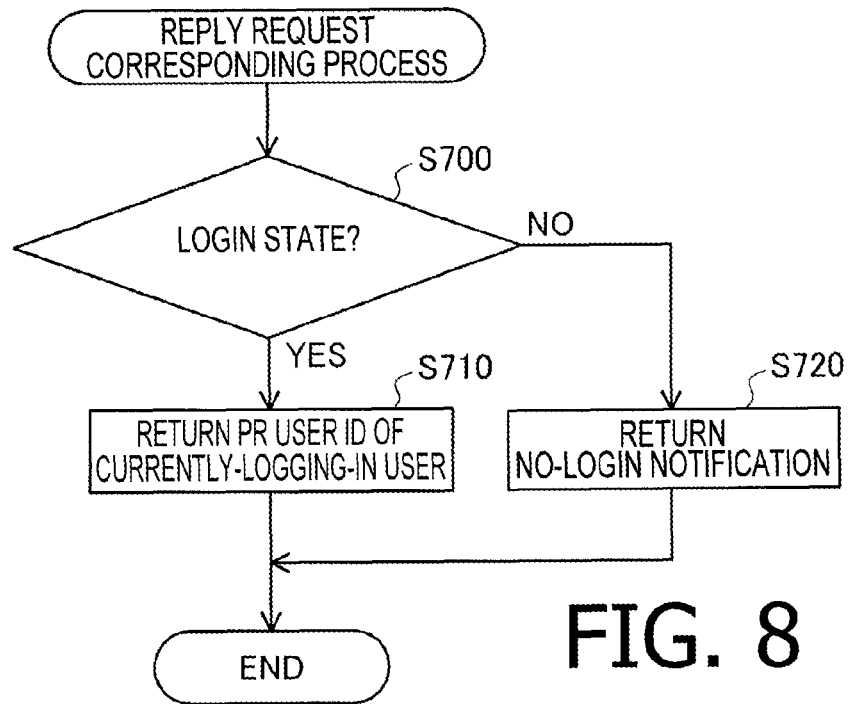 REPLY REQUEST
CORRESPONDING PROCESS
S700
LOGIN STATE?
NO
YES
S710
RETURN PR USER ID OF
CURRENTLY-LOGGING-IN USER
S720
RETURN
NO-LOGIN NOTIFICATION
END
FIG. 8